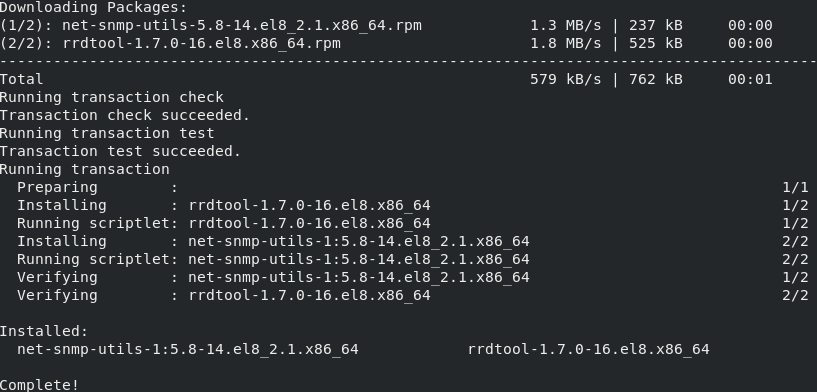 Downloading Packages:
(1/2): net-snmp-utils-5.8-14.el8_2.1.x86_64.rpm            1.3 MB/s | 237 kB     00:00
(2/2): rrdtool-1.7.0-16.el8.x86_64.rpm                     1.8 MB/s | 525 kB     00:00
--------------------------------------------------------------------------------------------
Total                                                      579 kB/s | 762 kB     00:01
Running transaction check
Transaction check succeeded.
Running transaction test
Transaction test succeeded.
Running transaction
  Preparing        :                                                                   1/1
  Installing       : rrdtool-1.7.0-16.el8.x86_64                                       1/2
  Running scriptlet: rrdtool-1.7.0-16.el8.x86_64                                       1/2
  Installing       : net-snmp-utils-1:5.8-14.el8_2.1.x86_64                            2/2
  Running scriptlet: net-snmp-utils-1:5.8-14.el8_2.1.x86_64                            2/2
  Verifying        : net-snmp-utils-1:5.8-14.el8_2.1.x86_64                            1/2
  Verifying        : rrdtool-1.7.0-16.el8.x86_64                                       2/2

Installed:
  net-snmp-utils-1:5.8-14.el8_2.1.x86_64            rrdtool-1.7.0-16.el8.x86_64

Complete!